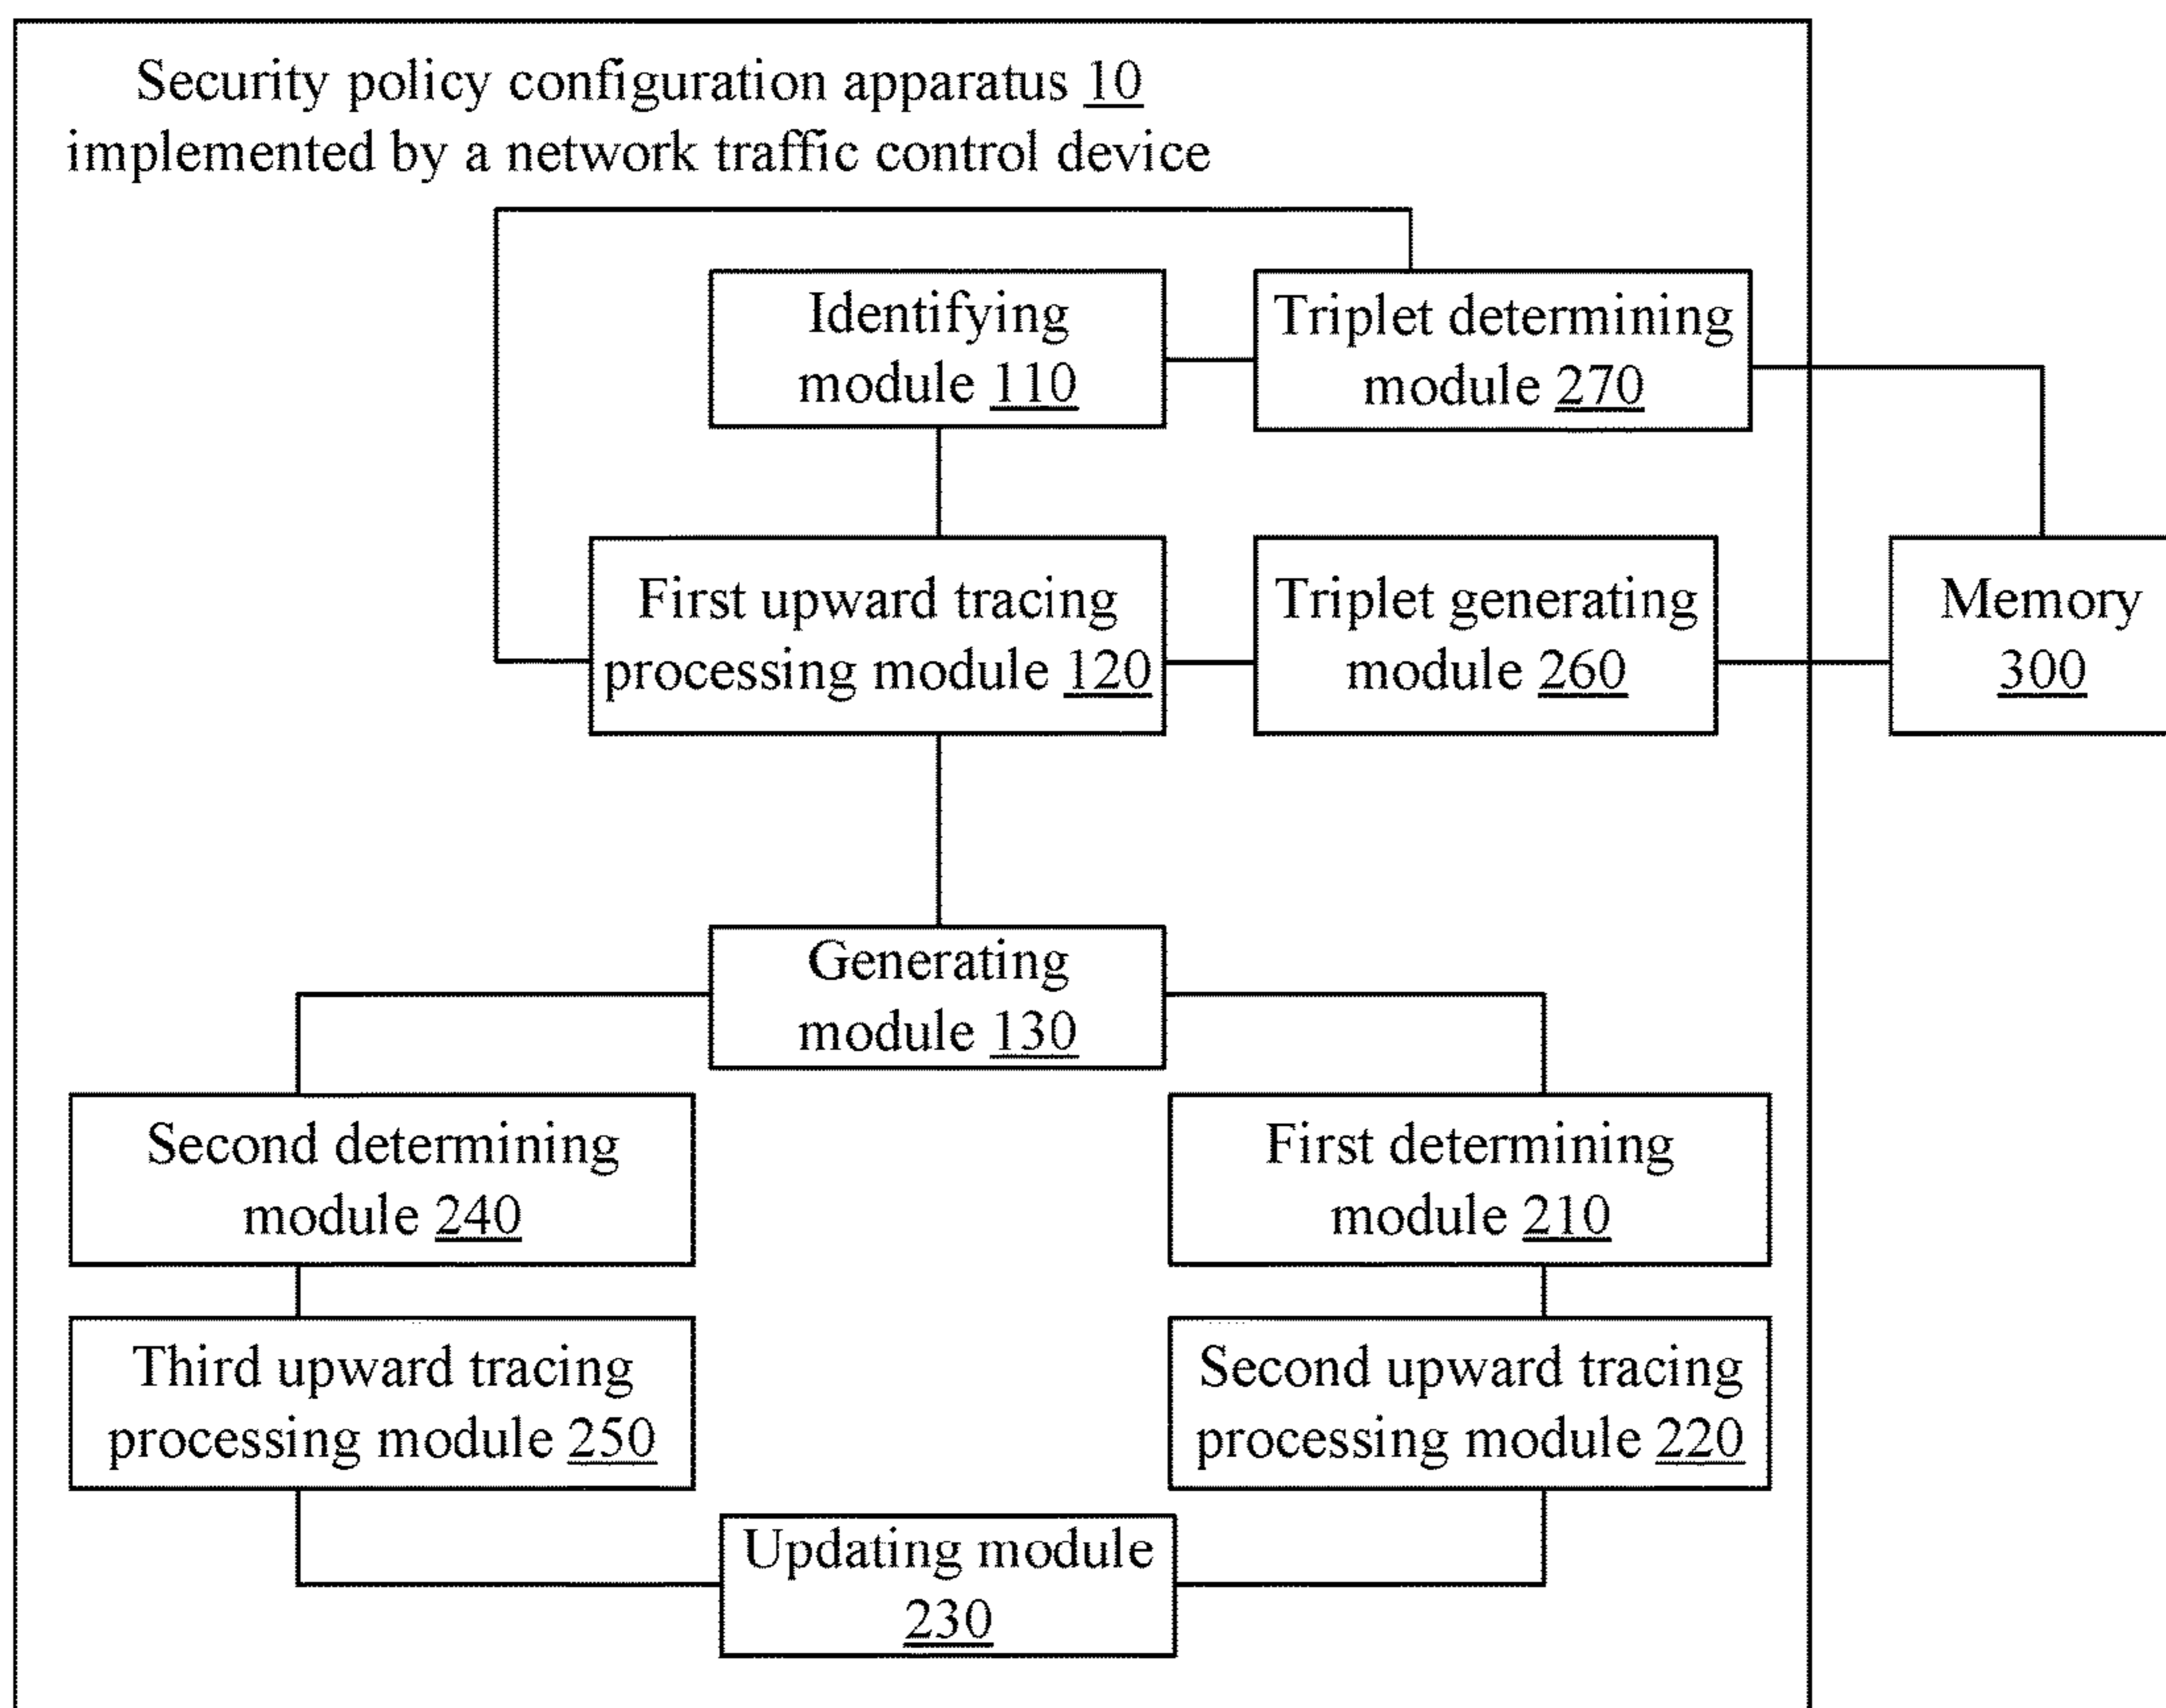 Security policy configuration apparatus 10
implemented by a network traffic control device
Identifying
module 110
Triplet determining
module 270
First upward tracing
processing module 120
Triplet generating
module 260
Memory
300
Generating
module 130
Second determining
module 240
First determining
module 210
Third upward tracing
processing module 250
Second upward tracing
processing module 220
Updating module
230